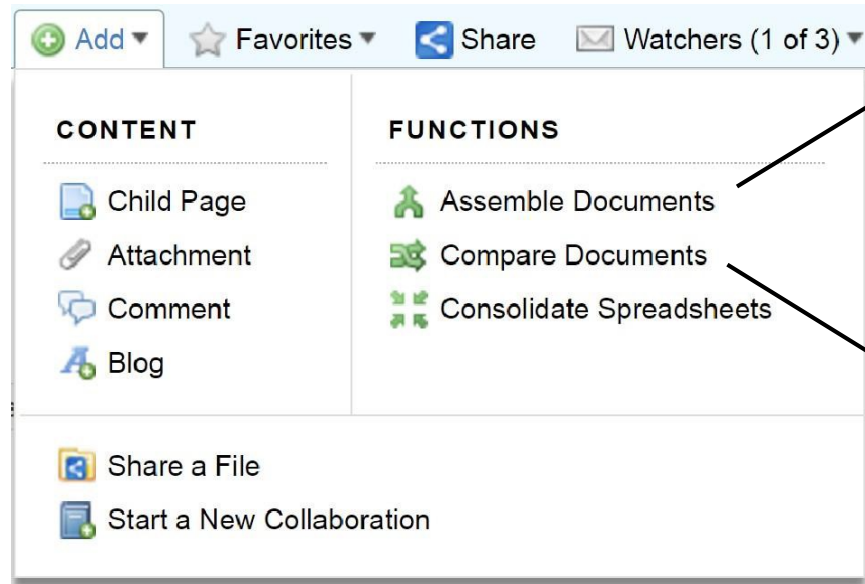 Add Favorites Share Watchers (1 of 3)
CONTENT
Child Page
Attachment
Comment
Blog
FUNCTIONS
Assemble Documents
Compare Documents
Consolidate Spreadsheets
Share a File
Start a New Collaboration